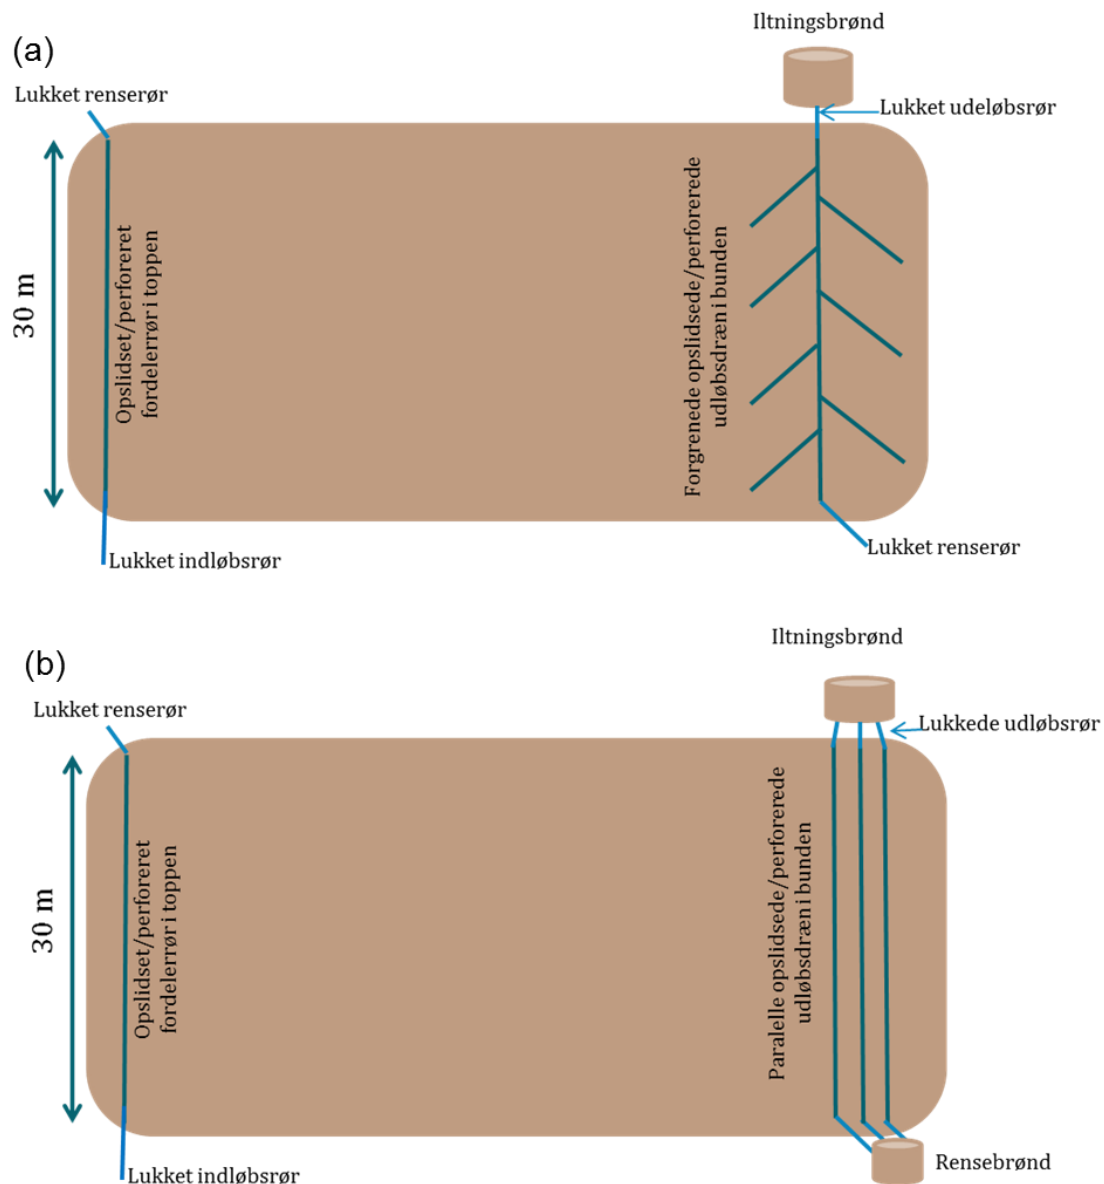 Iltningsbrønd
(a)
Lukket renserør
Lukket udeløbsrør
30 m
Opslidset/perforeret
fordelerrør i toppen
Forgrenede opslidsede/perforerede
udløbsdræn i bunden
Lukket indløbsrør
Lukket renserør
Iltningsbrønd
(b)
Lukket renserør
Lukkede udløbsrør
30 m
Opslidset/perforeret
fordelerrør i toppen
Paralelle opslidsede/perforerede
udløbsdræn i bunden
Lukket indløbsrør
Rensebrønd